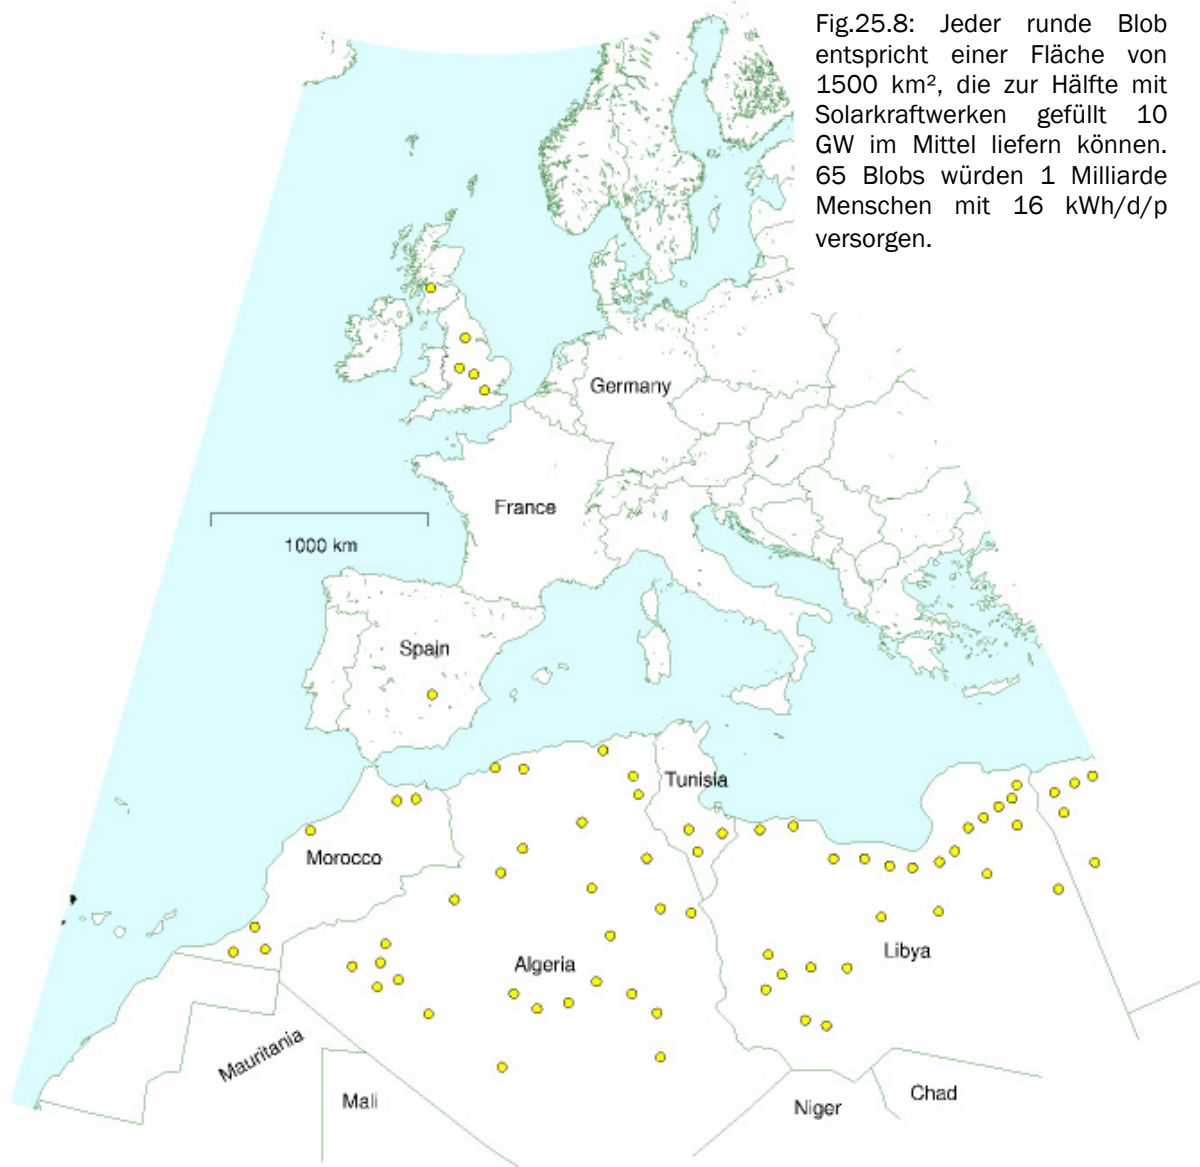 Fig.25.8: Jeder runde Blob
entspricht einer Fläche von
1500 km², die zur Hälfte mit
Solarkraftwerken gefüllt 10
GW im Mittel liefern können.
65 Blobs würden 1 Milliarde
Menschen mit 16 kWh/d/p
versorgen.
Germany
France
1000 km
Spain
Tunisia
Morocco
Algeria
Libya
Mauritania
Mali
Niger
Chad